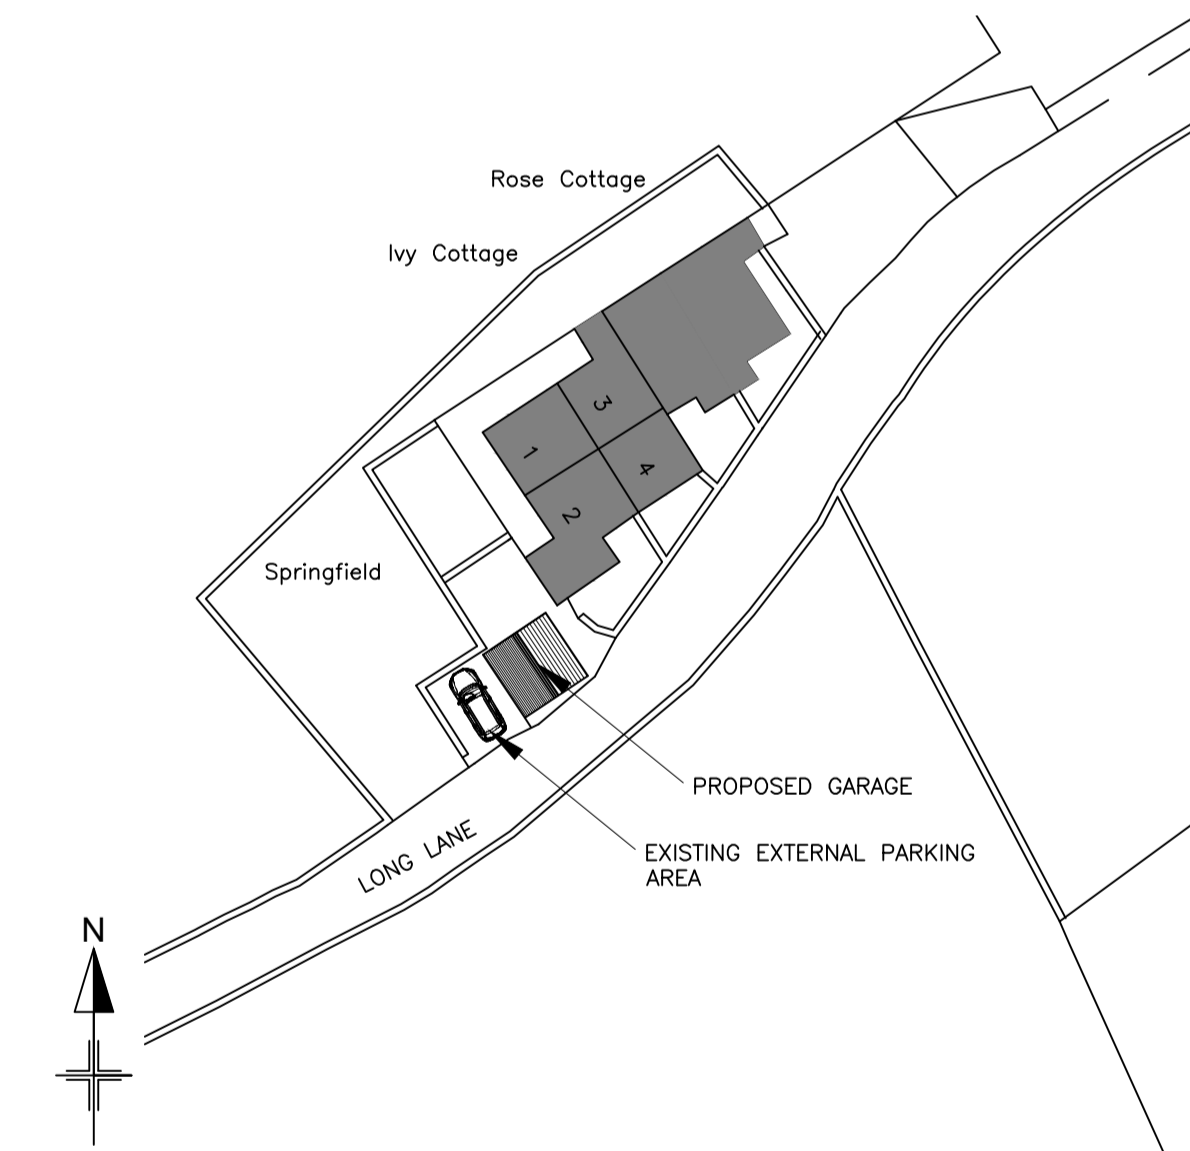 Rose Cottage
Ivy Cottage
3
1
4
2
Springfield
PROPOSED GARAGE
EXISTING EXTERNAL PARKING
AREA
LONG LANE
N